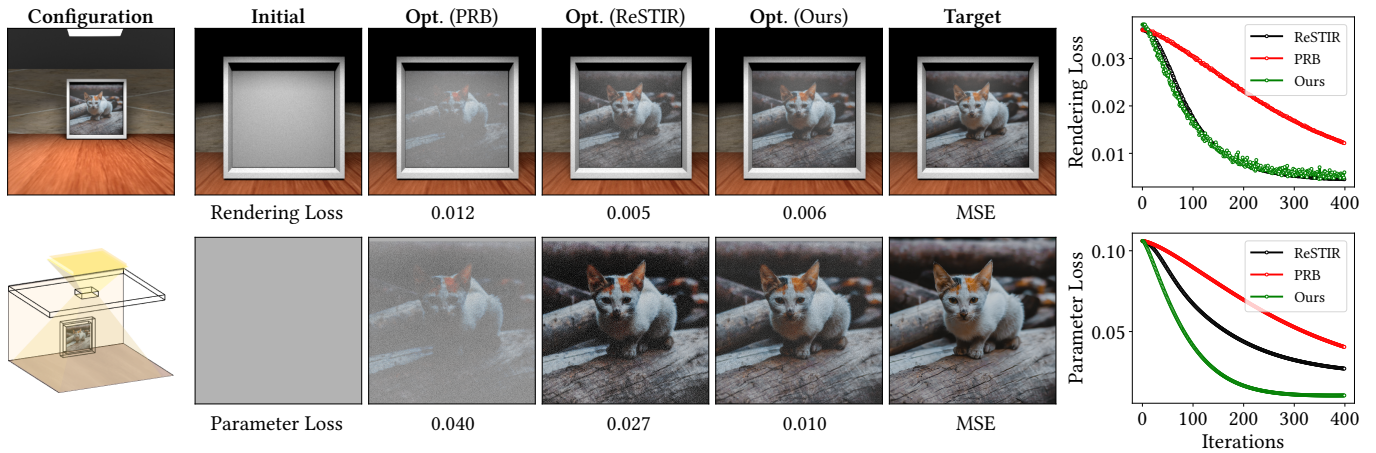 Configuration
Initial
Opt. (PRB)
Opt. (ReSTIR)
Opt. (Ours)
Target
Rendering Loss
0.012
0.005
0.006
MSE
Parameter Loss
0.040
0.027
0.010
MSE
Rendering Loss
0.03
0.02
0.01
ReSTIR
PRB
Ours
0 100 200 300 400
Parameter Loss
0.10
0.05
ReSTIR
PRB
Ours
0 100 200 300 400
Iterations